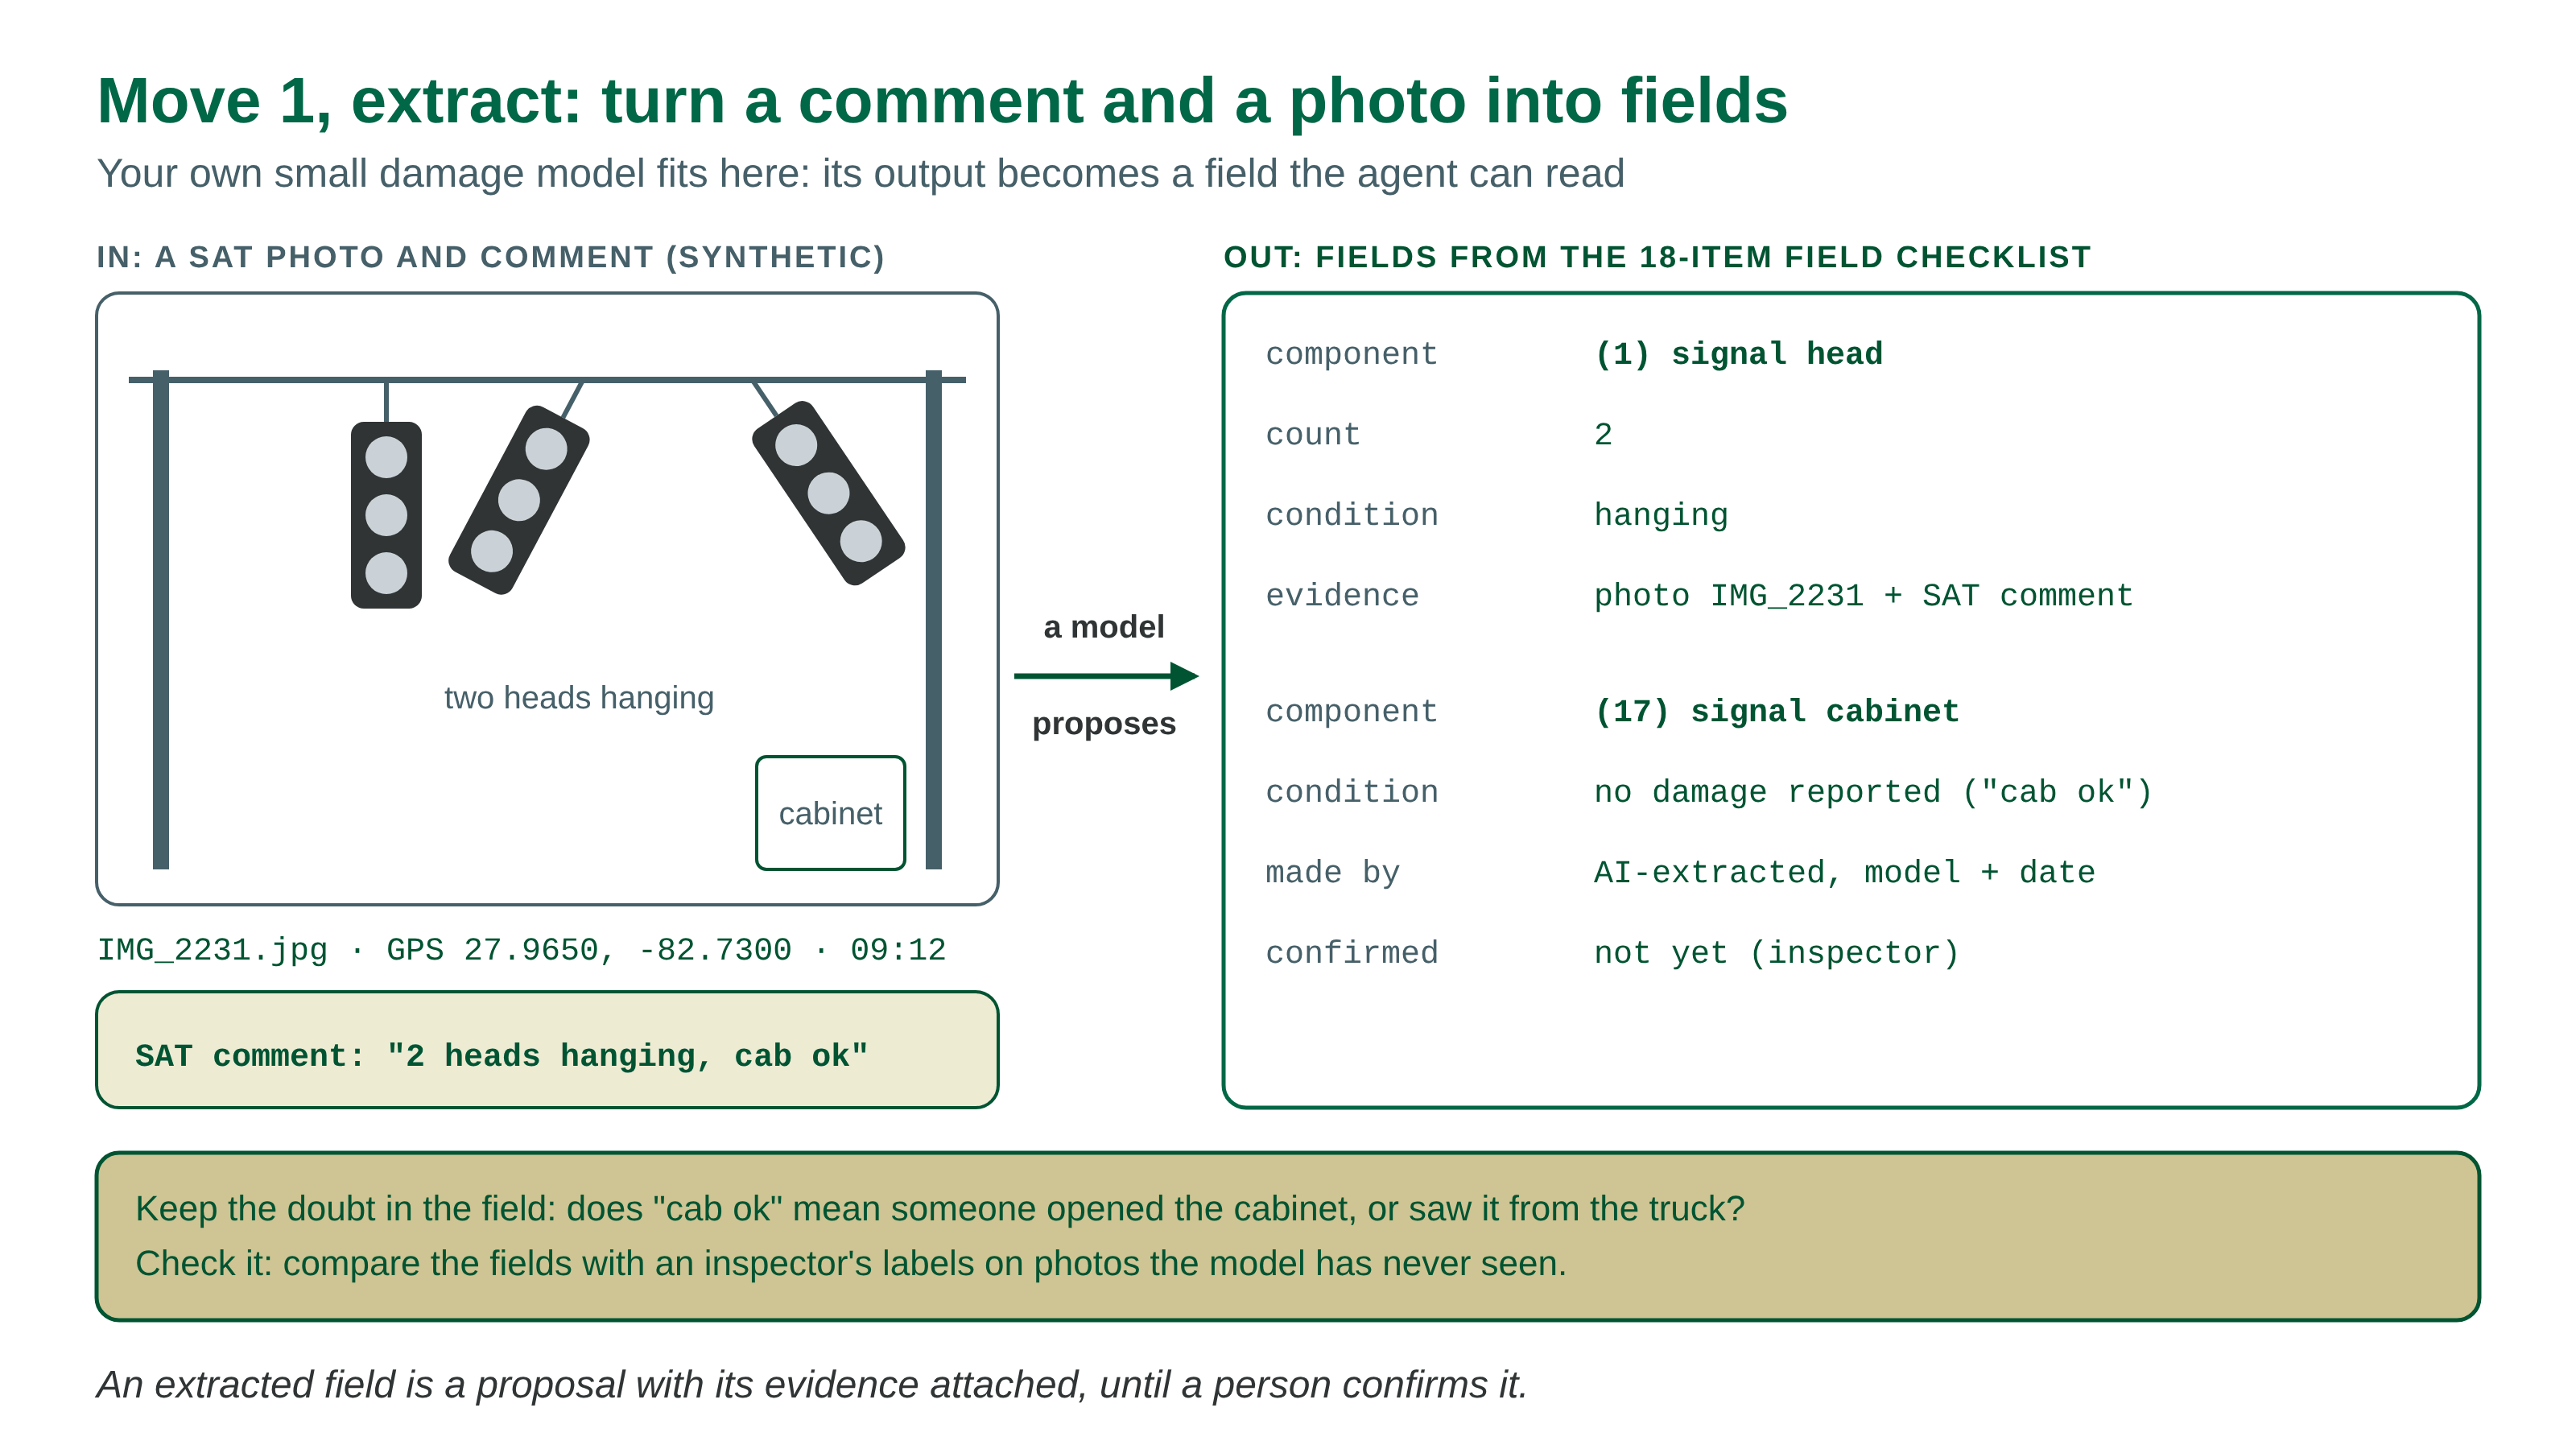 Move 1, extract: turn a comment and a photo into fields
Your own small damage model fits here: its output becomes a field the agent can read
IN: A SAT PHOTO AND COMMENT (SYNTHETIC)
two heads hanging
cabinet
IMG_2231.jpg · GPS 27.9650, -82.7300 · 09:12
SAT comment: "2 heads hanging, cab ok"
a model
proposes
OUT: FIELDS FROM THE 18-ITEM FIELD CHECKLIST
component (1) signal head
count 2
condition hanging
evidence photo IMG_2231 + SAT comment
component (17) signal cabinet
condition no damage reported ("cab ok")
made by AI-extracted, model + date
confirmed not yet (inspector)
Keep the doubt in the field: does "cab ok" mean someone opened the cabinet, or saw it from the truck?
Check it: compare the fields with an inspector's labels on photos the model has never seen.
An extracted field is a proposal with its evidence attached, until a person confirms it.